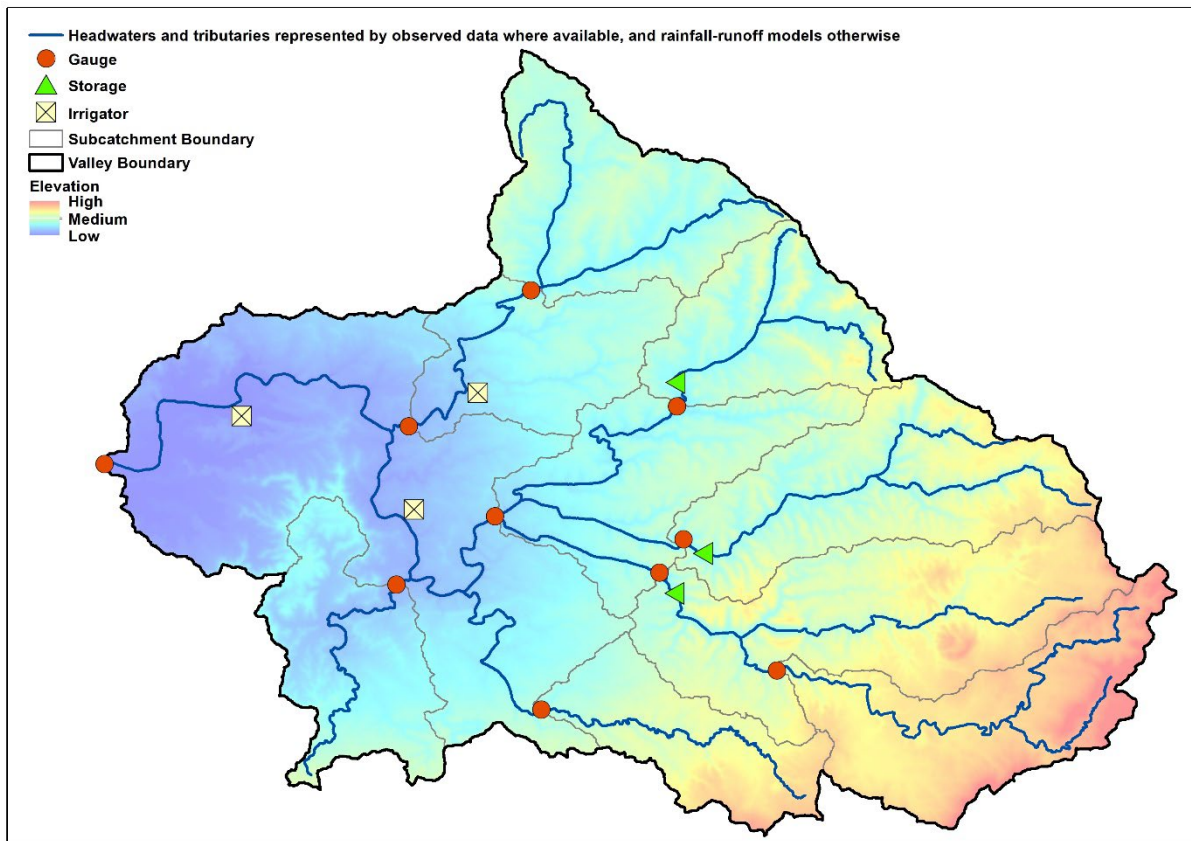 Headwaters and tributaries represented by observed data where available, and rainfall-runoff models otherwise
Gauge
Storage
Irrigator
Subcatchment Boundary
Valley Boundary
Elevation
High
Medium
Low